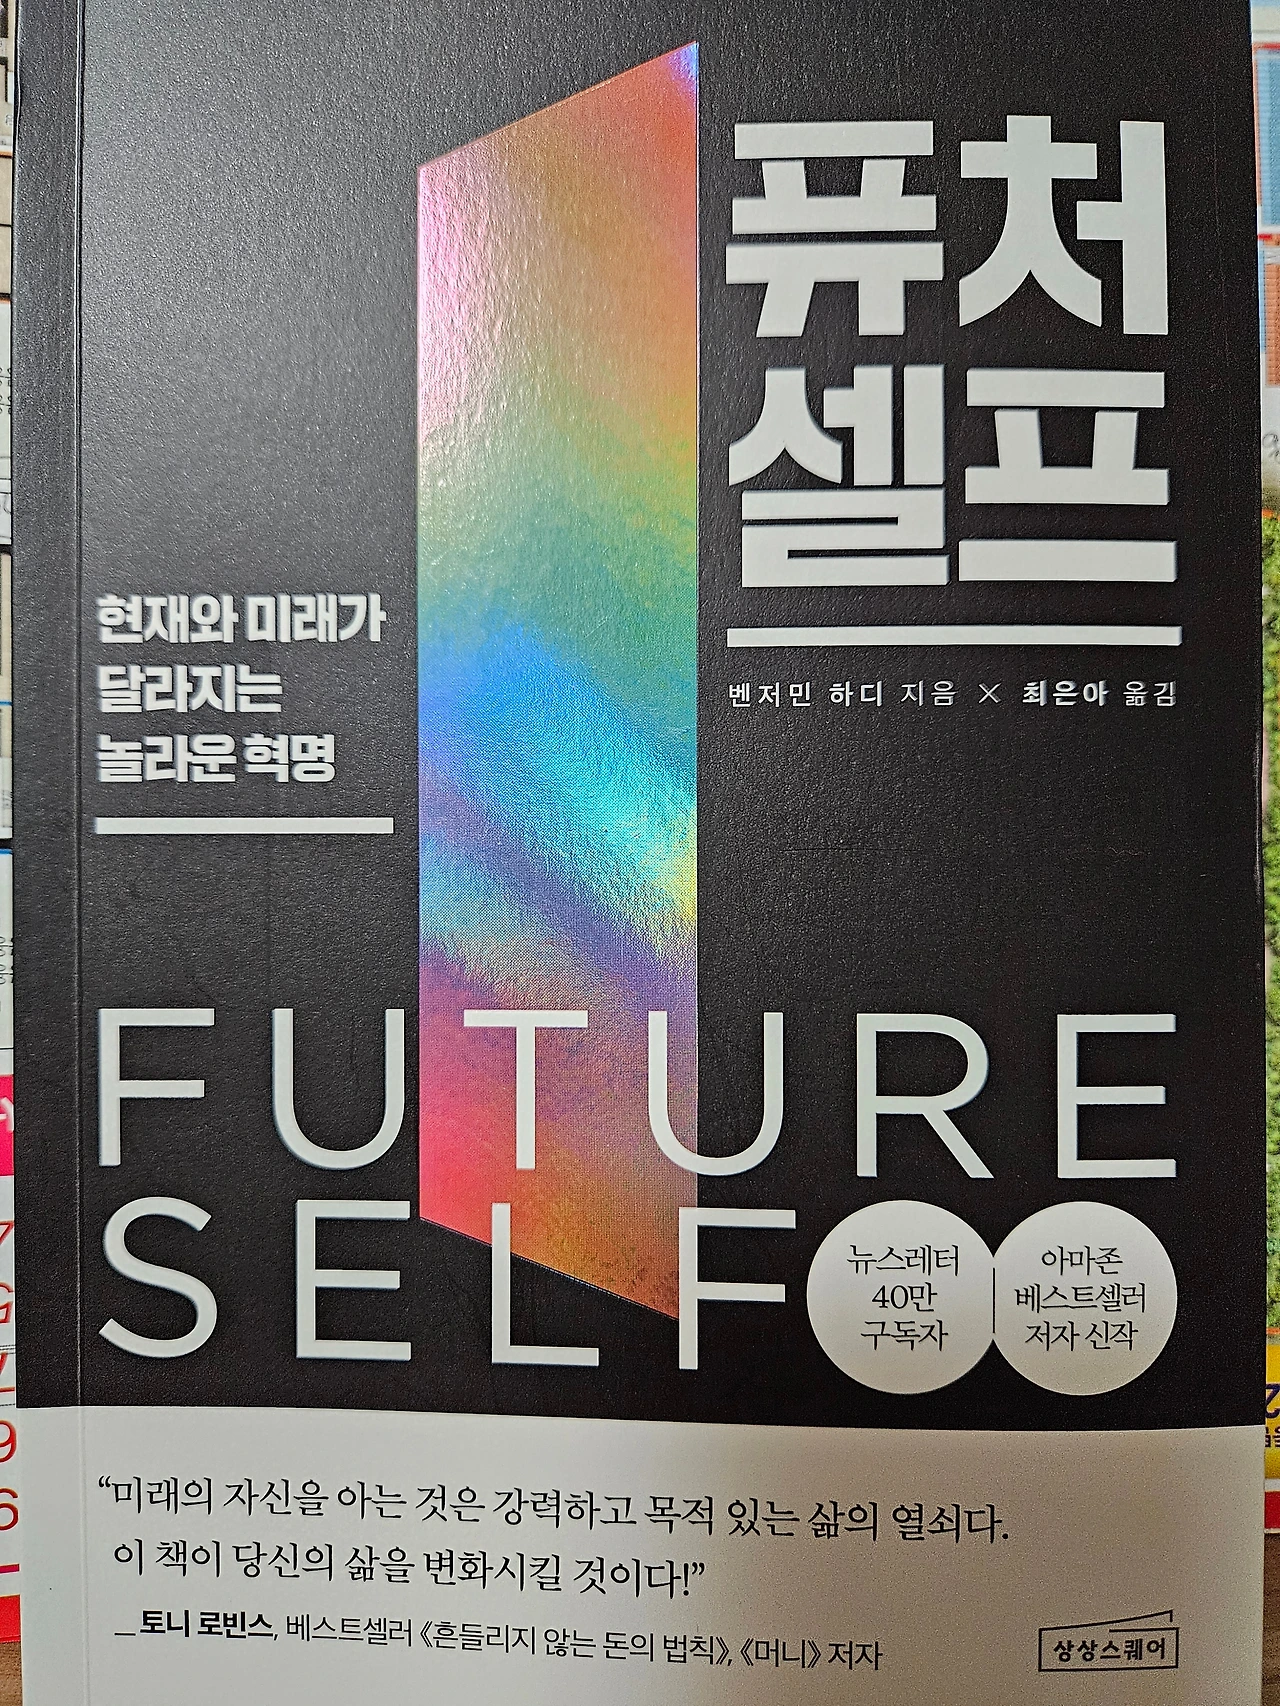 퓨처
셀프
벤저민 하디 지음 × 최은아 옮김
현재와 미래가
달라지는
놀라운 혁명
FUTURE
SELF
뉴스레터
40만
구독자
아마존
베스트셀러
저자 신작
“미래의 자신을 아는 것은 강력하고 목적 있는 삶의 열쇠다.
이 책이 당신의 삶을 변화시킬 것이다!”
_ 토니 로빈스, 베스트셀러 《흔들리지 않는 돈의 법칙》, 《머니》 저자
상상스퀘어